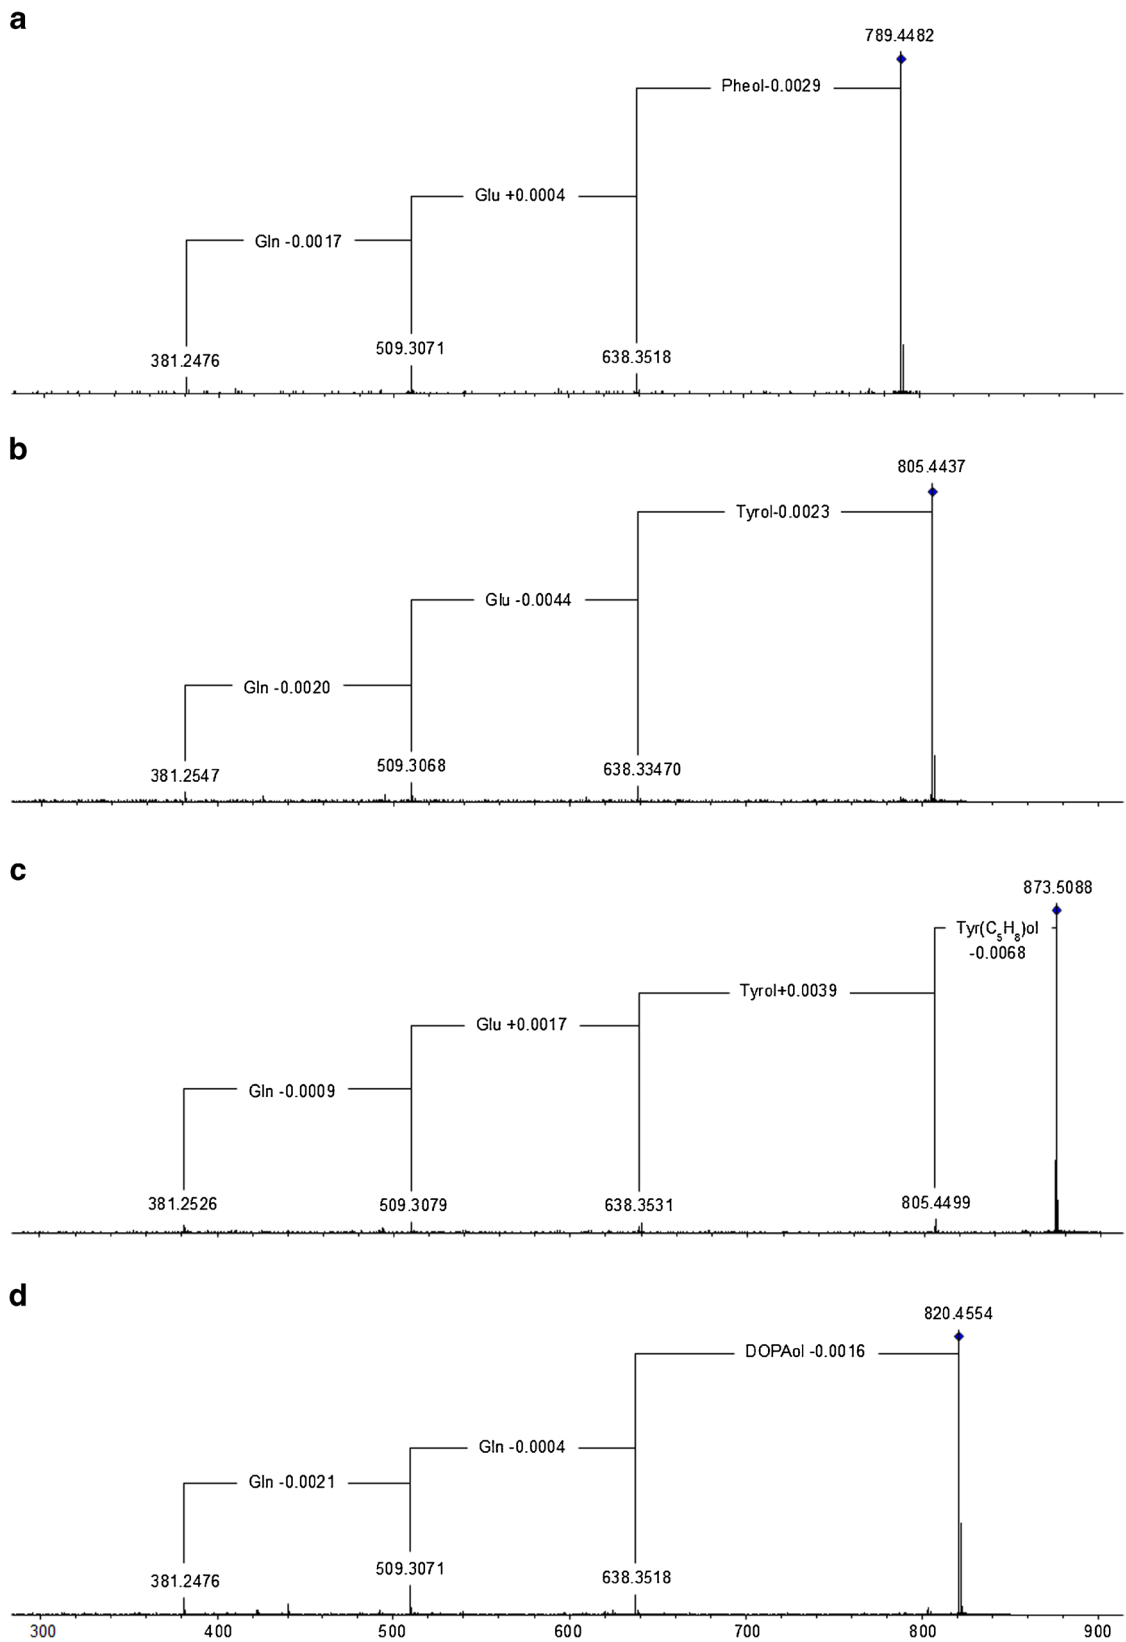 a
789.4482
Pheol-0.0029
Glu +0.0004
Gln -0.0017
509.3071
638.3518
381.2476
b
805.4437
Tyrol-0.0023
Glu -0.0044
Gln -0.0020
509.3068
638.33470
381.2547
c
873.5088
Tyr(C5H8)ol
-0.0068
Tyrol+0.0039
Glu +0.0017
Gln -0.0009
381.2526
509.3079
638.3531
805.4499
d
820.4554
DOPAol -0.0016
Gln -0.0004
Gln -0.0021
509.3071
638.3518
381.2476
300 400 500 600 700 800 900